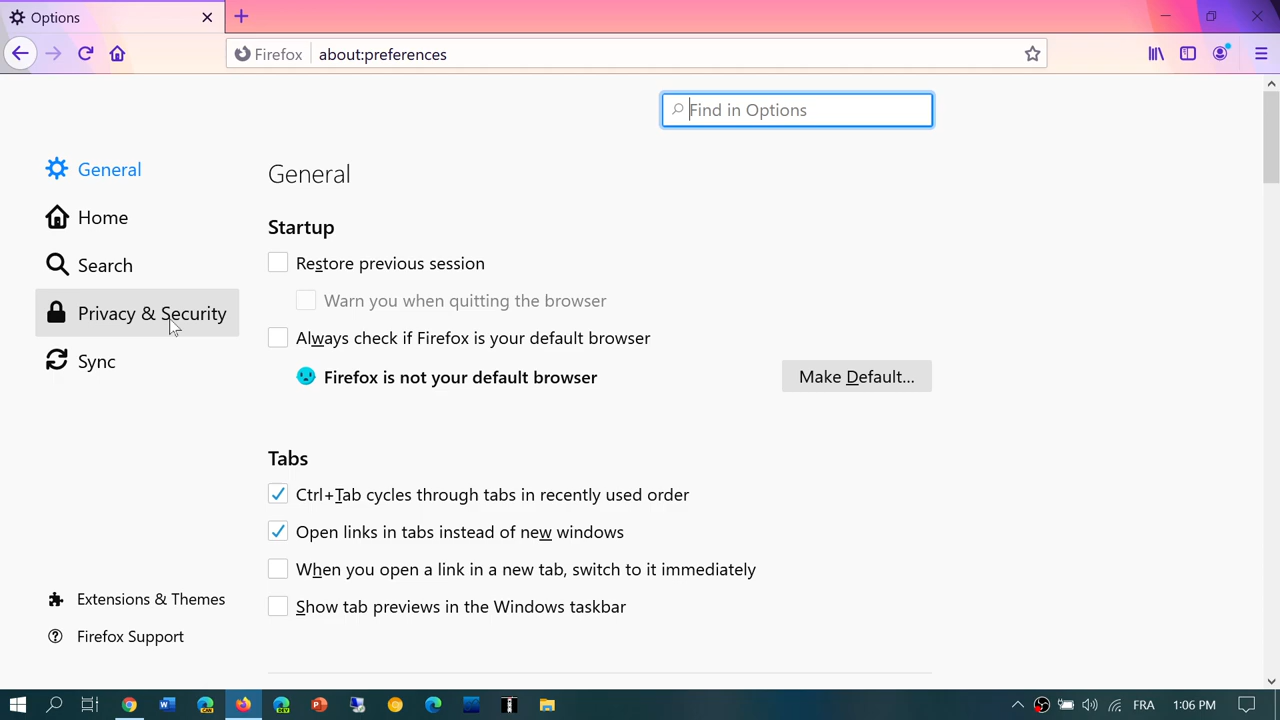 Options
Firefox about:preferences
Find in Options
General
Home
Search
Privacy & Security
Sync
Extensions & Themes
Firefox Support
General
Startup
Restore previous session
Warn you when quitting the browser
Always check if Firefox is your default browser
Firefox is not your default browser Make Default...
Tabs
Ctrl+Tab cycles through tabs in recently used order
Open links in tabs instead of new windows
When you open a link in a new tab, switch to it immediately
Show tab previews in the Windows taskbar
FRA 1:06 PM